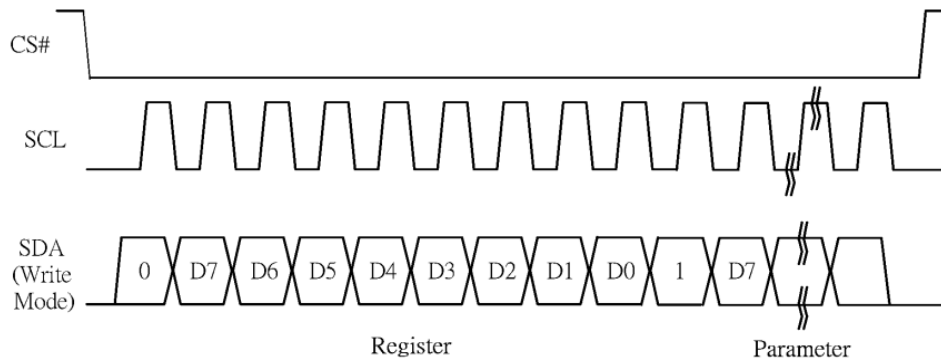 CS#
SCL
SDA
(Write
Mode)
0 D7 D6 D5 D4 D3 D2 D1 D0 1 D7
Register Parameter